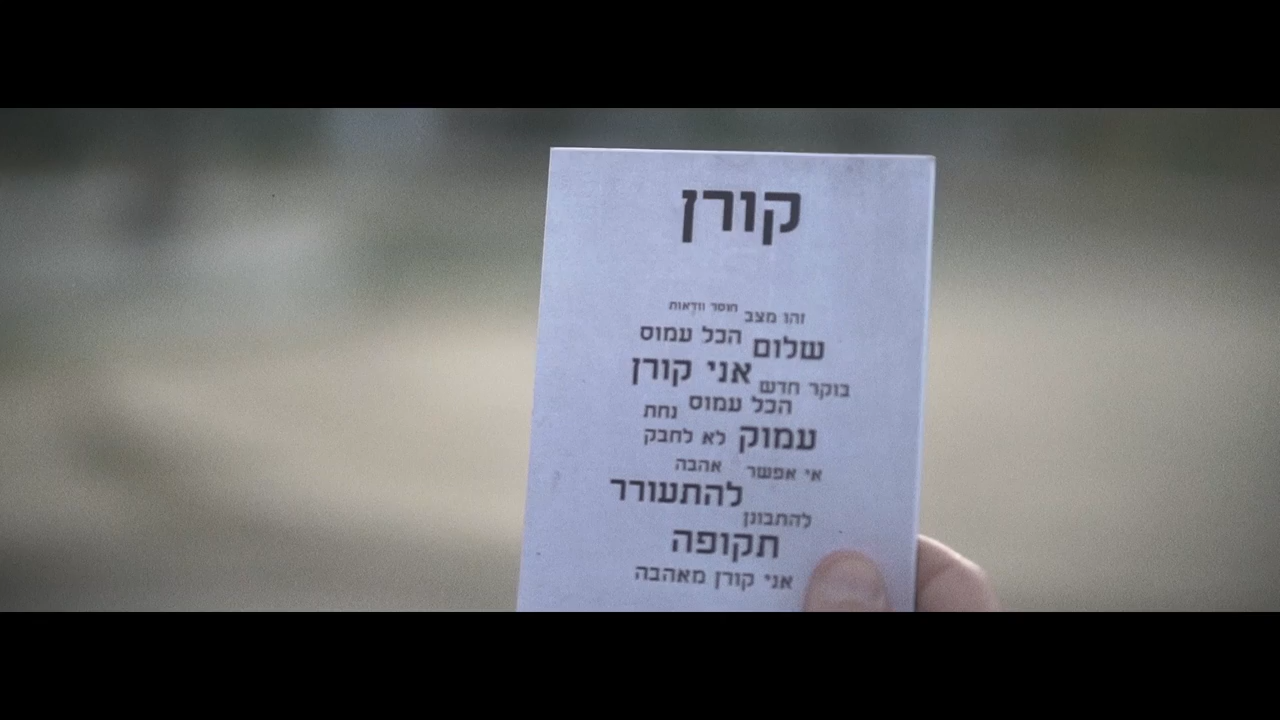 קורן
זהו מצב חוסר וודאות
שלום הכל עמוס
אני קורן
בוקר חדש
הכל עמוס נחת
עמוק לא לחבק
אי אפשר אהבה
להתעורר
להתבונן
תקופה
אני קורן מאהבה